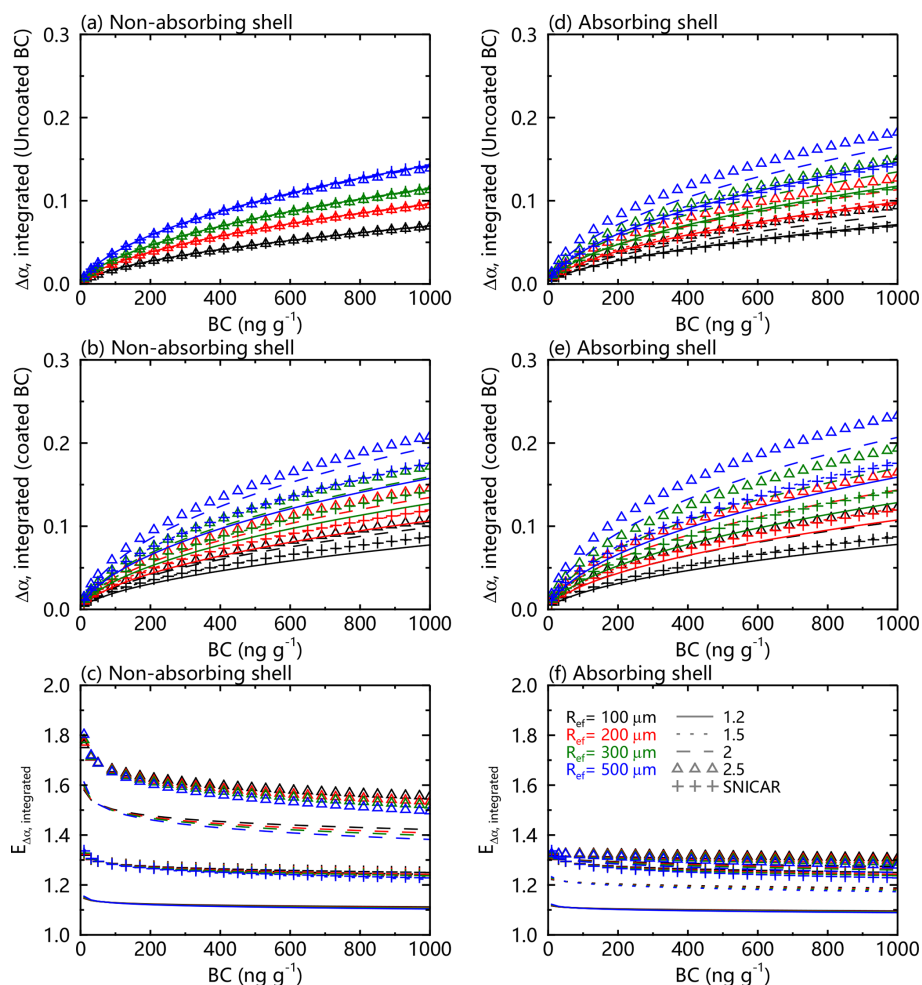 (a) Non-absorbing shell
Δα, integrated (Uncoated BC)
0.3
0.2
0.1
0.0
0 200 400 600 800 1000
BC (ng g⁻¹)
(d) Absorbing shell
Δα, integrated (Uncoated BC)
0.3
0.2
0.1
0.0
0 200 400 600 800 1000
BC (ng g⁻¹)
(b) Non-absorbing shell
Δα, integrated (coated BC)
0.3
0.2
0.1
0.0
0 200 400 600 800 1000
BC (ng g⁻¹)
(e) Absorbing shell
Δα, integrated (coated BC)
0.3
0.2
0.1
0.0
0 200 400 600 800 1000
BC (ng g⁻¹)
(c) Non-absorbing shell
E Δα, integrated
2.0
1.8
1.6
1.4
1.2
1.0
0 200 400 600 800 1000
BC (ng g⁻¹)
(f) Absorbing shell
E Δα, integrated
2.0
1.8
1.6
1.4
1.2
1.0
R_ef= 100 μm 1.2
R_ef= 200 μm 1.5
R_ef= 300 μm 2
R_ef= 500 μm 2.5
SNICAR
0 200 400 600 800 1000
BC (ng g⁻¹)